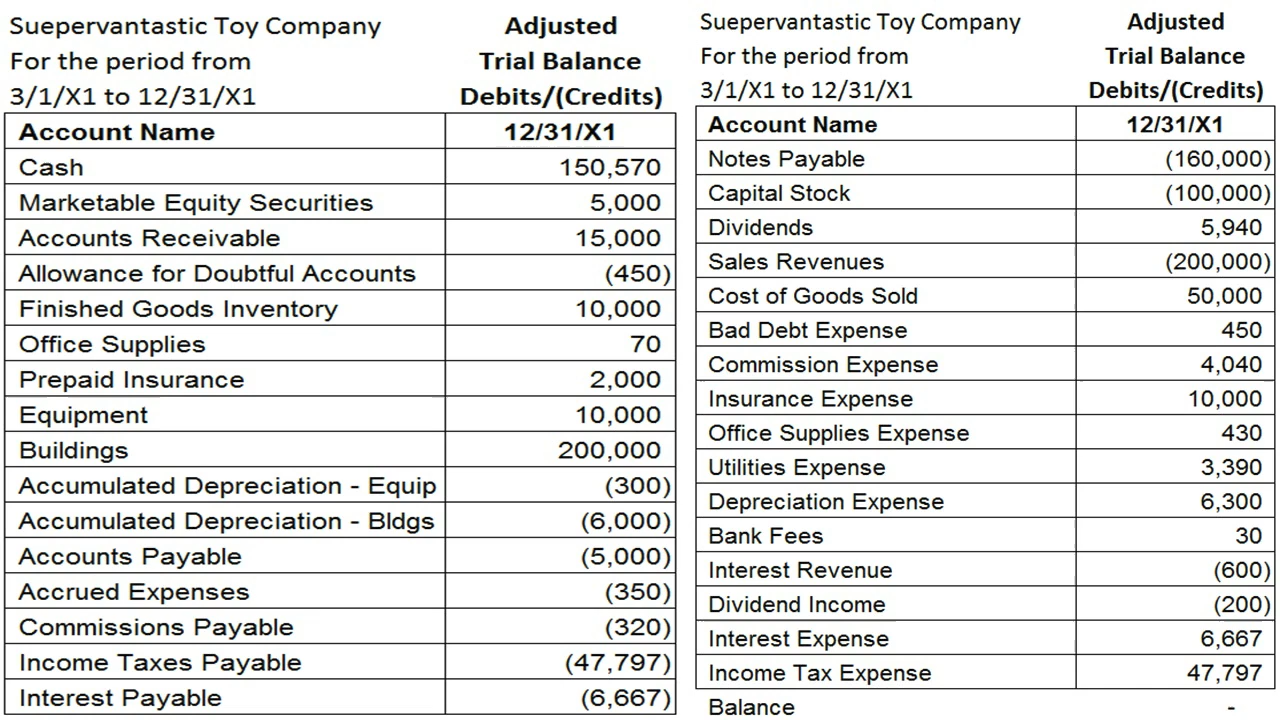 Suepervantastic Toy Company Adjusted
For the period from Trial Balance
3/1/X1 to 12/31/X1 Debits/(Credits)
Account Name 12/31/X1
Cash 150,570
Marketable Equity Securities 5,000
Accounts Receivable 15,000
Allowance for Doubtful Accounts (450)
Finished Goods Inventory 10,000
Office Supplies 70
Prepaid Insurance 2,000
Equipment 10,000
Buildings 200,000
Accumulated Depreciation - Equip (300)
Accumulated Depreciation - Bldgs (6,000)
Accounts Payable (5,000)
Accrued Expenses (350)
Commissions Payable (320)
Income Taxes Payable (47,797)
Interest Payable (6,667)
Suepervantastic Toy Company Adjusted
For the period from Trial Balance
3/1/X1 to 12/31/X1 Debits/(Credits)
Account Name 12/31/X1
Notes Payable (160,000)
Capital Stock (100,000)
Dividends 5,940
Sales Revenues (200,000)
Cost of Goods Sold 50,000
Bad Debt Expense 450
Commission Expense 4,040
Insurance Expense 10,000
Office Supplies Expense 430
Utilities Expense 3,390
Depreciation Expense 6,300
Bank Fees 30
Interest Revenue (600)
Dividend Income (200)
Interest Expense 6,667
Income Tax Expense 47,797
Balance -